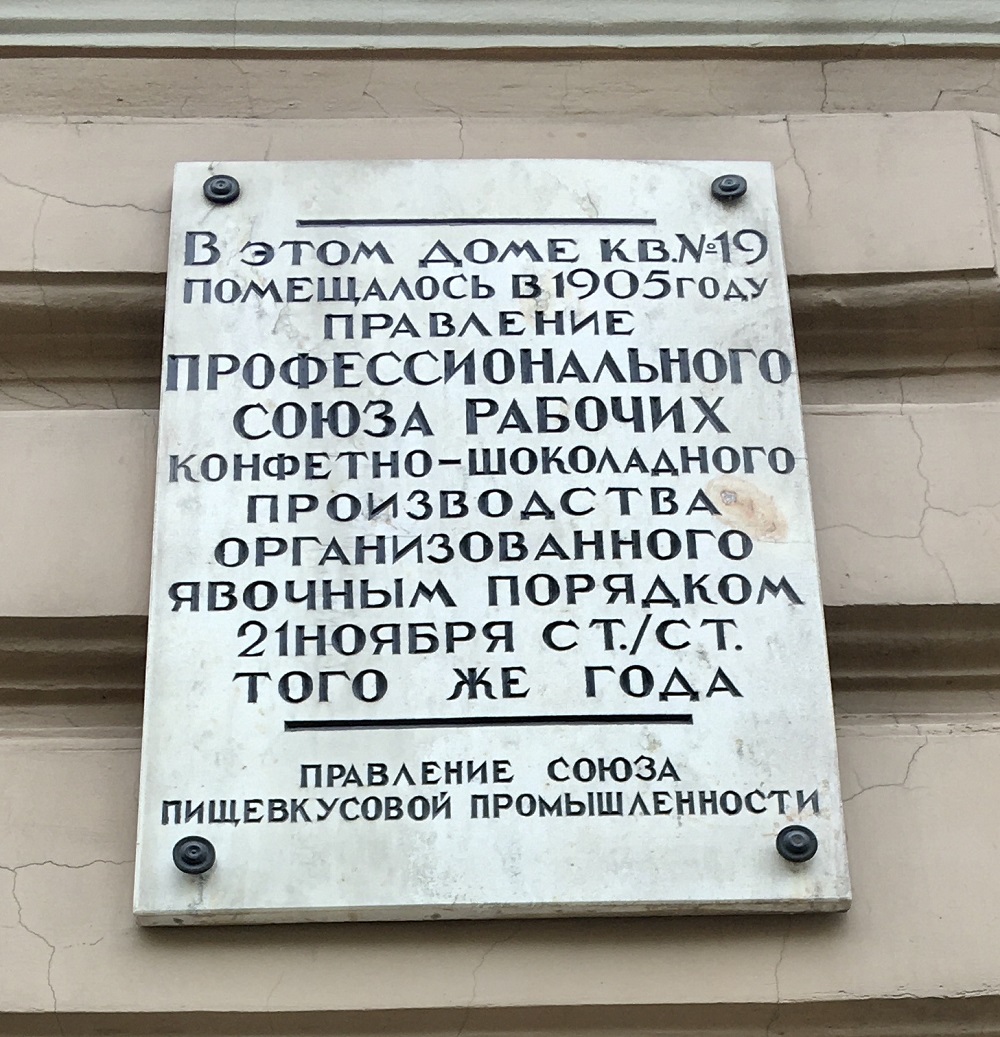 В ЭТОМ ДОМЕ КВ.№19
ПОМЕЩАЛОСЬ В 1905 ГОДУ
ПРАВЛЕНИЕ
ПРОФЕССИОНАЛЬНОГО
СОЮЗА РАБОЧИХ
КОНФЕТНО-ШОКОЛАДНОГО
ПРОИЗВОДСТВА
ОРГАНИЗОВАННОГО
ЯВОЧНЫМ ПОРЯДКОМ
21 НОЯБРЯ СТ./СТ.
ТОГО ЖЕ ГОДА
ПРАВЛЕНИЕ СОЮЗА
ПИЩЕВКУСОВОЙ ПРОМЫШЛЕННОСТИ